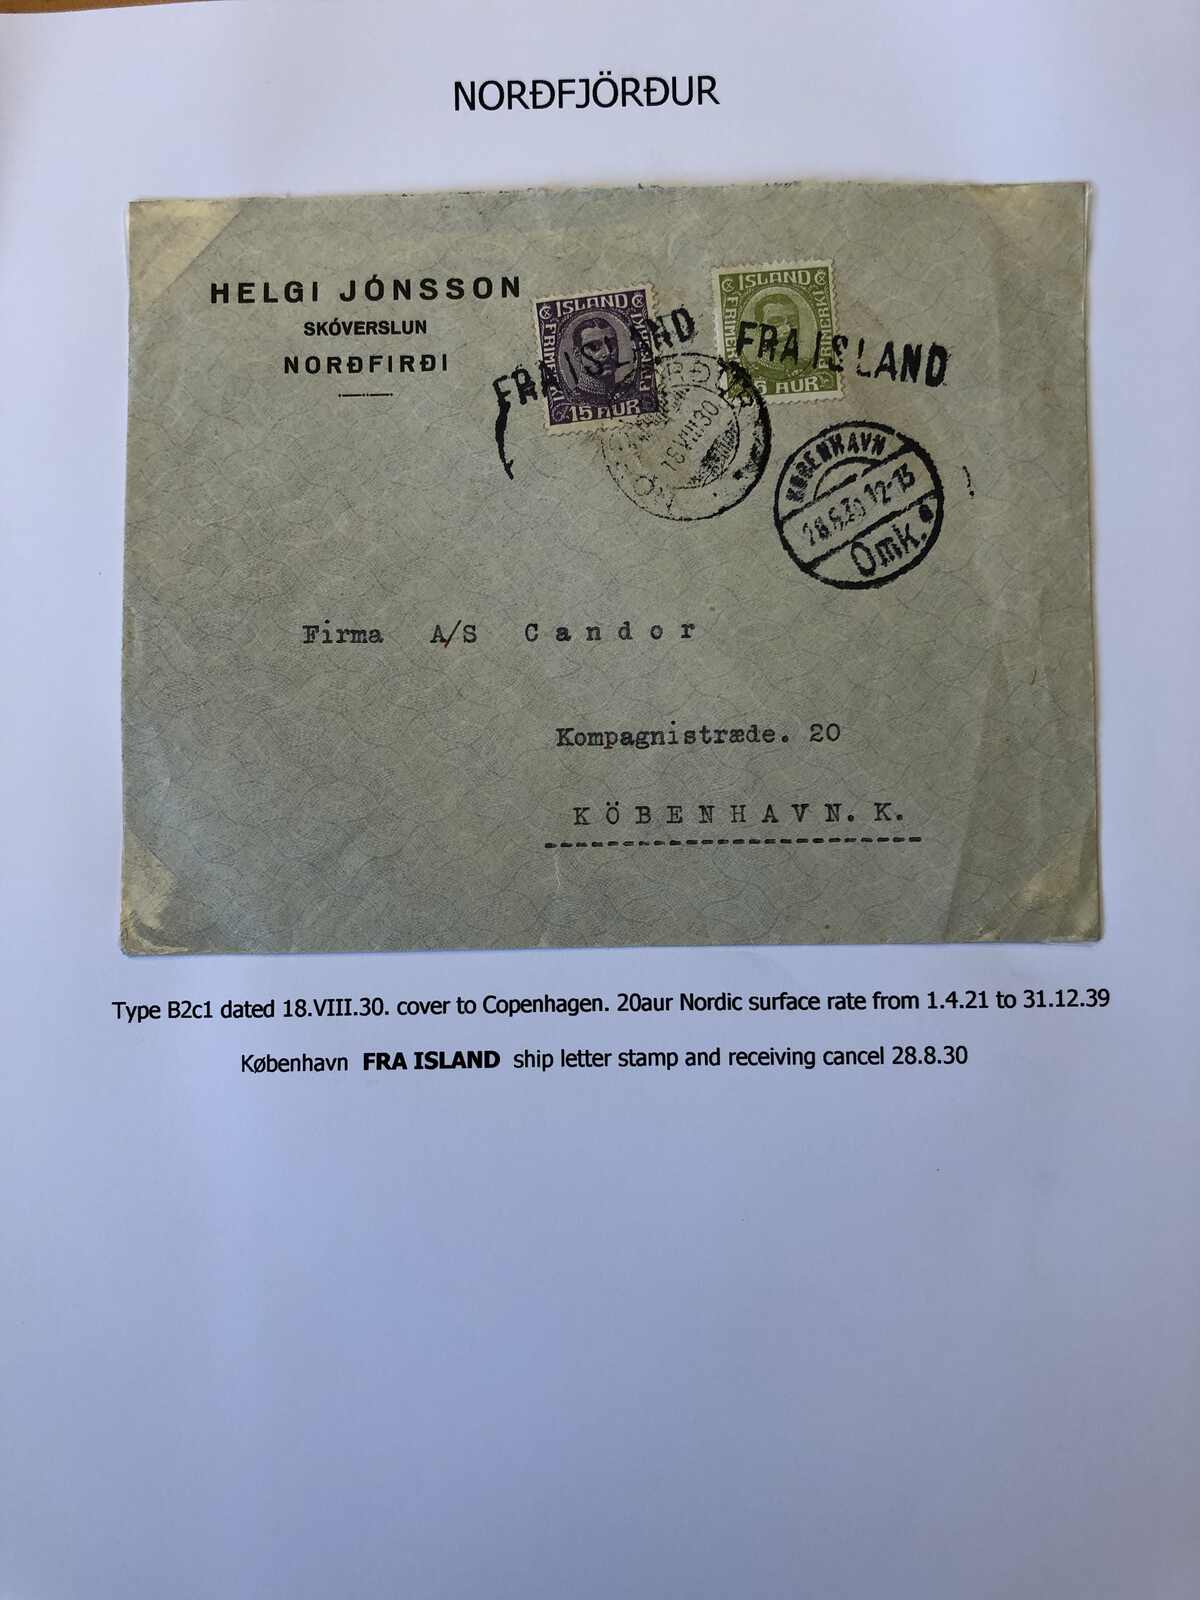 NORÐFJÖRÐUR
HELGI JÓNSSON
SKÓVERSLUN
NORÐFIRÐI
ISLAND
FRIMERKI
15 AUR
ISLAND
FRIMERKI
5 AUR
FRA ISLAND
FRA ISLAND
18.VIII.30
KØBENHAVN
28.8.30 12-15
Omk.
Firma A/S Candor
Kompagnistræde. 20
KÖBENHAVN. K.
Type B2c1 dated 18.VIII.30. cover to Copenhagen. 20aur Nordic surface rate from 1.4.21 to 31.12.39
København FRA ISLAND ship letter stamp and receiving cancel 28.8.30